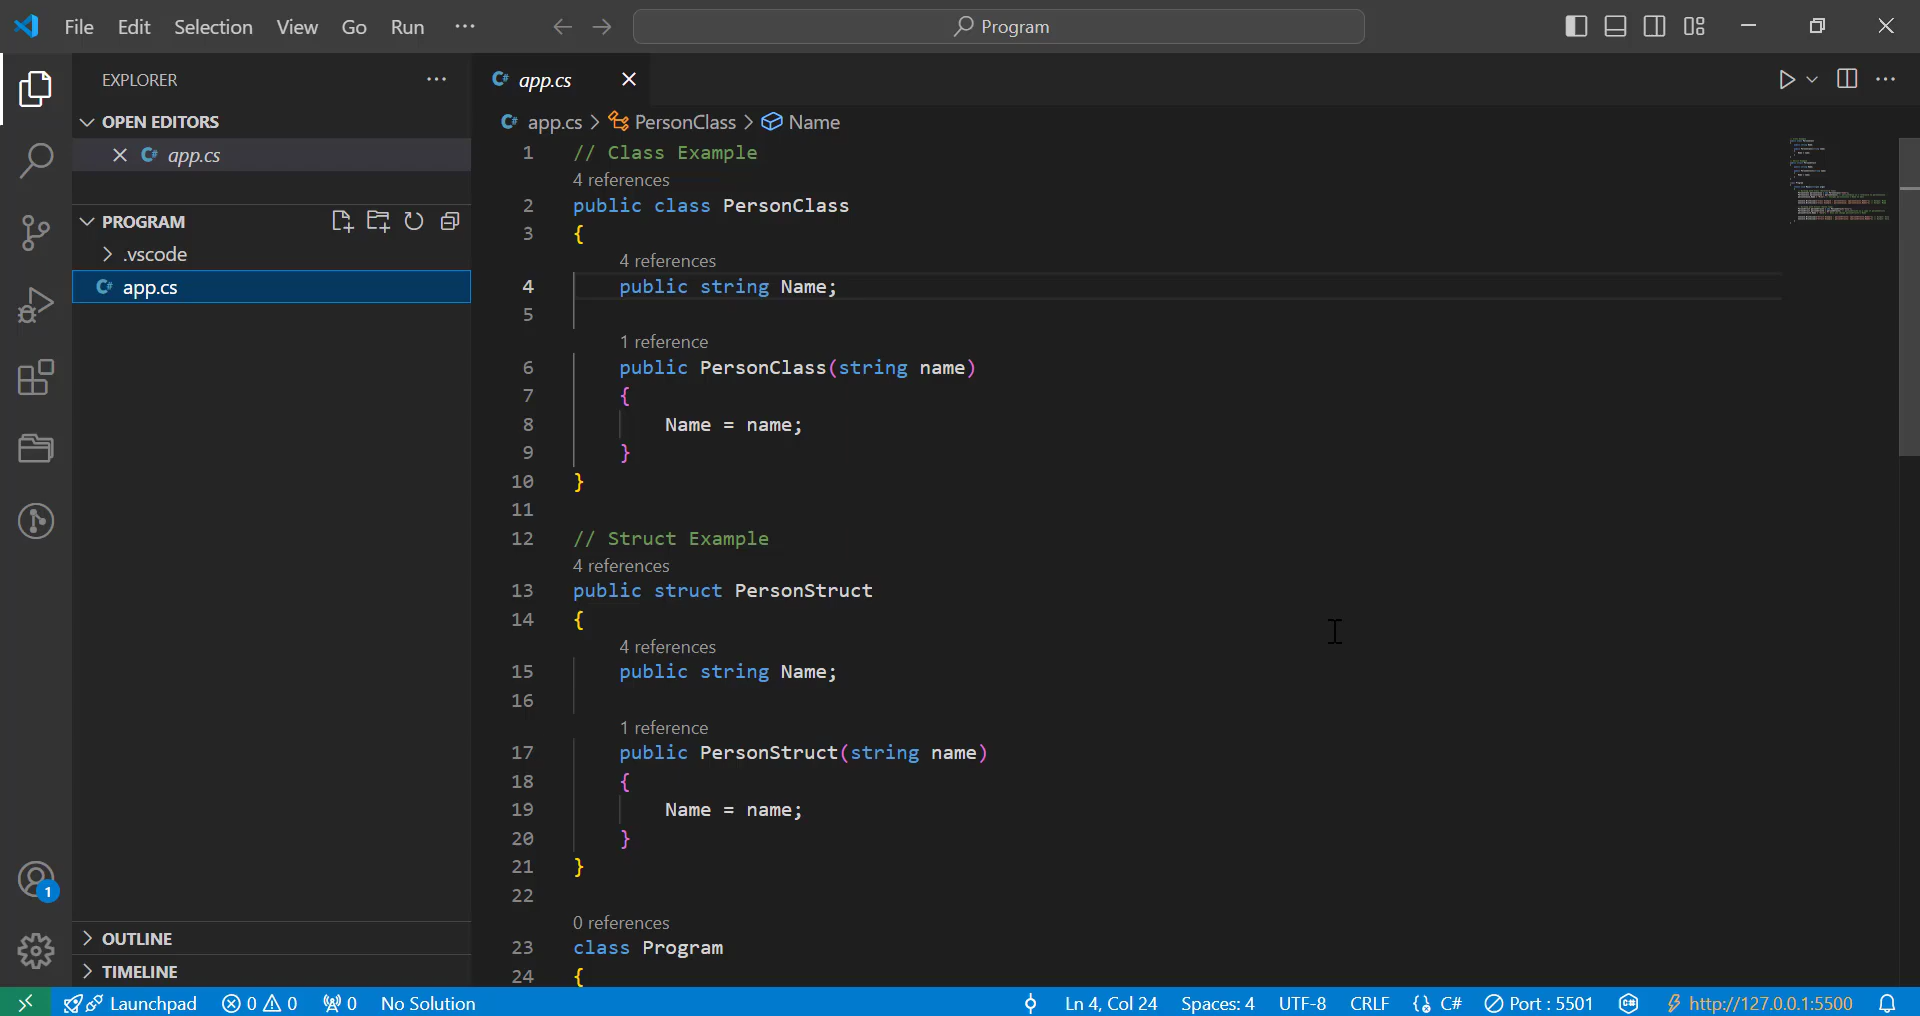 File Edit Selection View Go Run
Program
EXPLORER
OPEN EDITORS
app.cs
PROGRAM
.vscode
app.cs
OUTLINE
TIMELINE
app.cs
app.cs > PersonClass > Name
1 // Class Example
4 references
2 public class PersonClass
3 {
4 references
4 public string Name;
5
1 reference
6 public PersonClass(string name)
7 {
8 Name = name;
9 }
10 }
11
12 // Struct Example
4 references
13 public struct PersonStruct
14 {
4 references
15 public string Name;
16
1 reference
17 public PersonStruct(string name)
18 {
19 Name = name;
20 }
21 }
22
0 references
23 class Program
24 {
1
Launchpad 0 0 0 No Solution Ln 4, Col 24 Spaces: 4 UTF-8 CRLF {} C# Port : 5501 http://127.0.0.1:5500